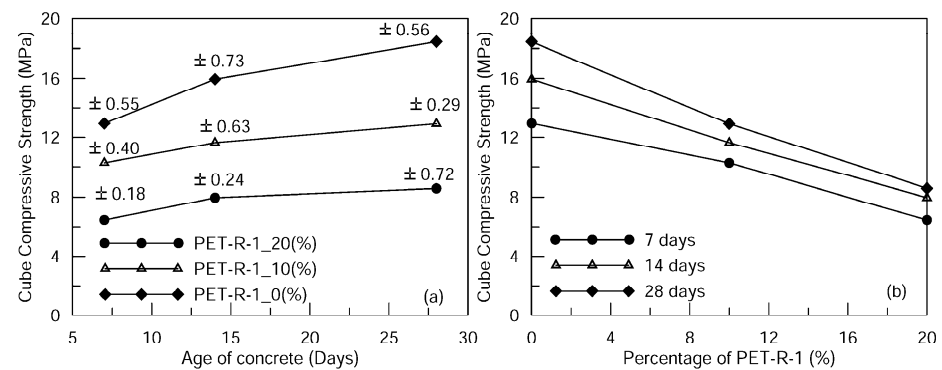 20
16
12
8
4
0
Cube Compressive Strength (MPa)
(a)
± 0.56
± 0.73
± 0.55
± 0.29
± 0.63
± 0.40
± 0.72
± 0.24
± 0.18
PET-R-1_20(%)
PET-R-1_10(%)
PET-R-1_0(%)
(a)
5 10 15 20 25 30
Age of concrete (Days)
20
16
12
8
4
0
Cube Compressive Strength (MPa)
7 days
14 days
28 days
(b)
0 4 8 12 16 20
Percentage of PET-R-1 (%)